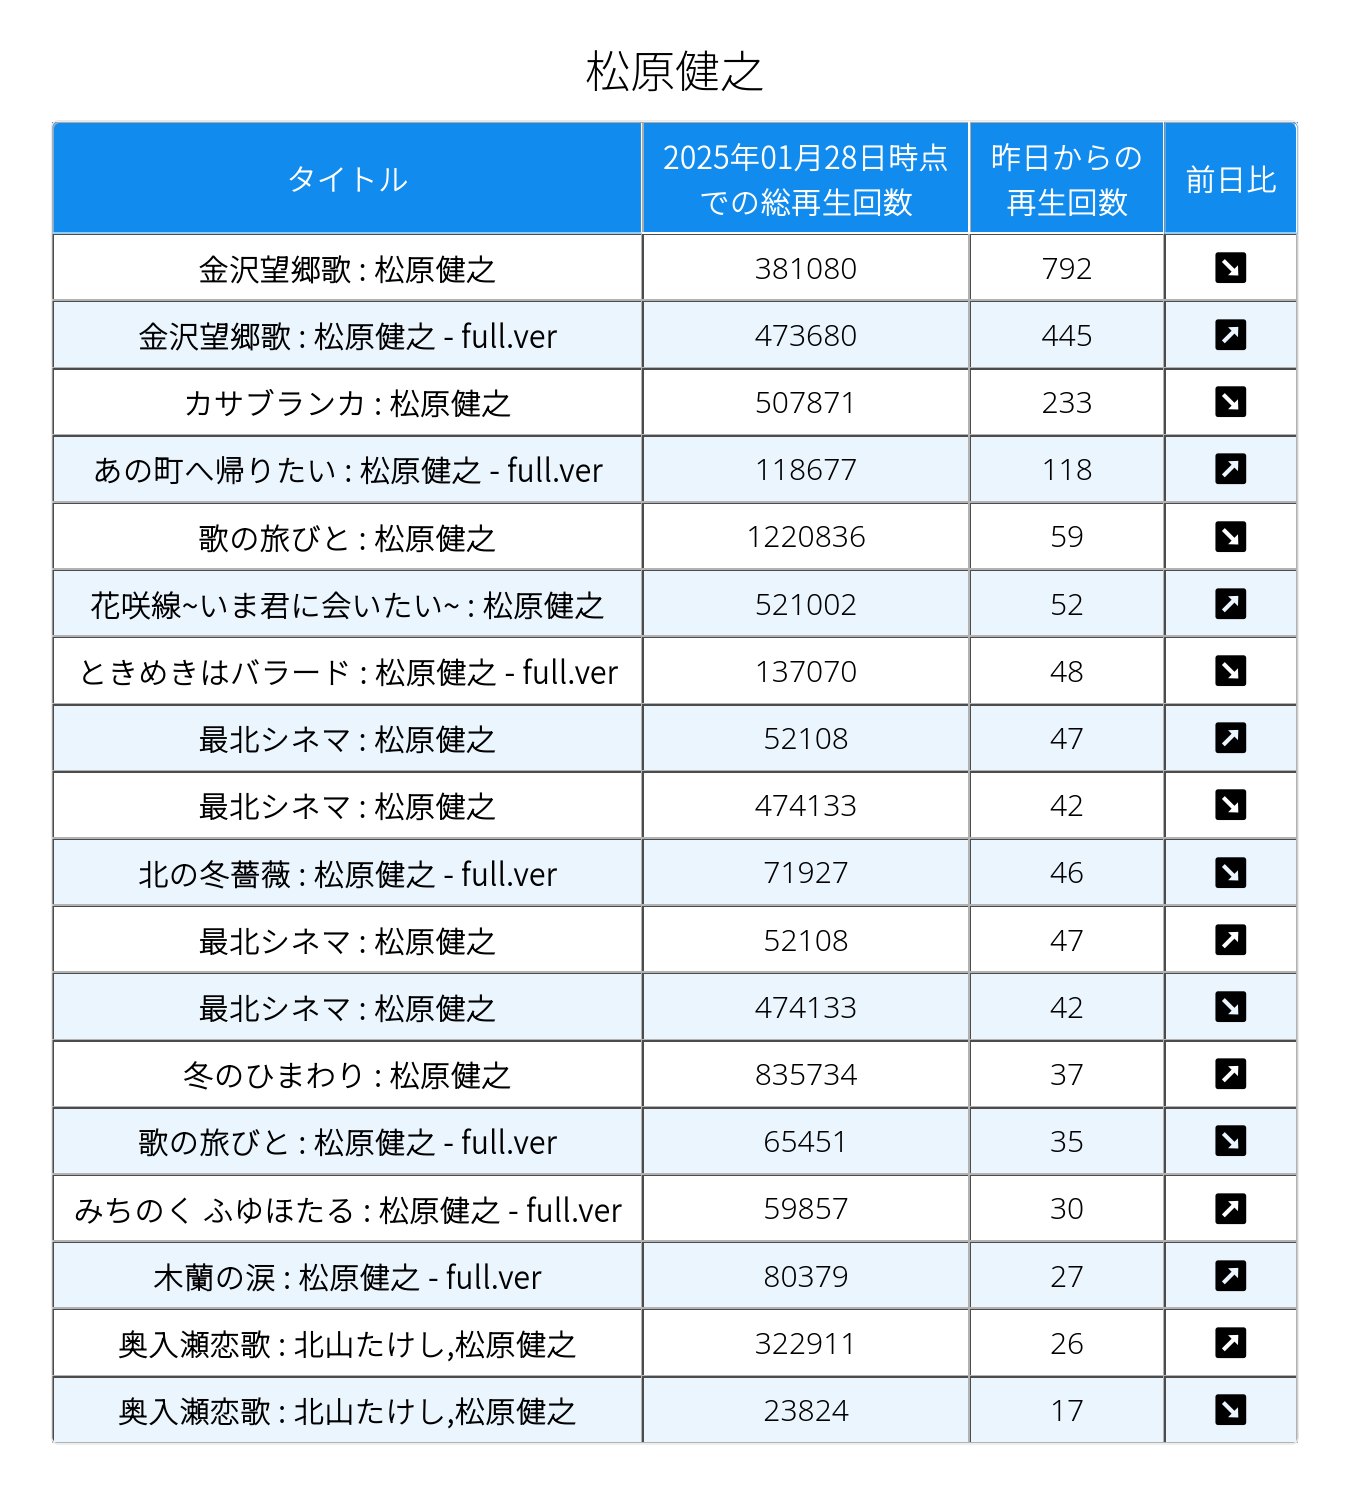 松原健之
タイトル
2025年01月28日時点
での総再生回数
昨日からの
再生回数
前日比
金沢望郷歌 : 松原健之 381080 792 ↘
金沢望郷歌 : 松原健之 - full.ver 473680 445 ↗
カサブランカ : 松原健之 507871 233 ↘
あの町へ帰りたい : 松原健之 - full.ver 118677 118 ↗
歌の旅びと : 松原健之 1220836 59 ↘
花咲線~いま君に会いたい~ : 松原健之 521002 52 ↗
ときめきはバラード : 松原健之 - full.ver 137070 48 ↘
最北シネマ : 松原健之 52108 47 ↗
最北シネマ : 松原健之 474133 42 ↘
北の冬薔薇 : 松原健之 - full.ver 71927 46 ↘
最北シネマ : 松原健之 52108 47 ↗
最北シネマ : 松原健之 474133 42 ↘
冬のひまわり : 松原健之 835734 37 ↗
歌の旅びと : 松原健之 - full.ver 65451 35 ↘
みちのく ふゆほたる : 松原健之 - full.ver 59857 30 ↗
木蘭の涙 : 松原健之 - full.ver 80379 27 ↗
奥入瀬恋歌 : 北山たけし,松原健之 322911 26 ↗
奥入瀬恋歌 : 北山たけし,松原健之 23824 17 ↘